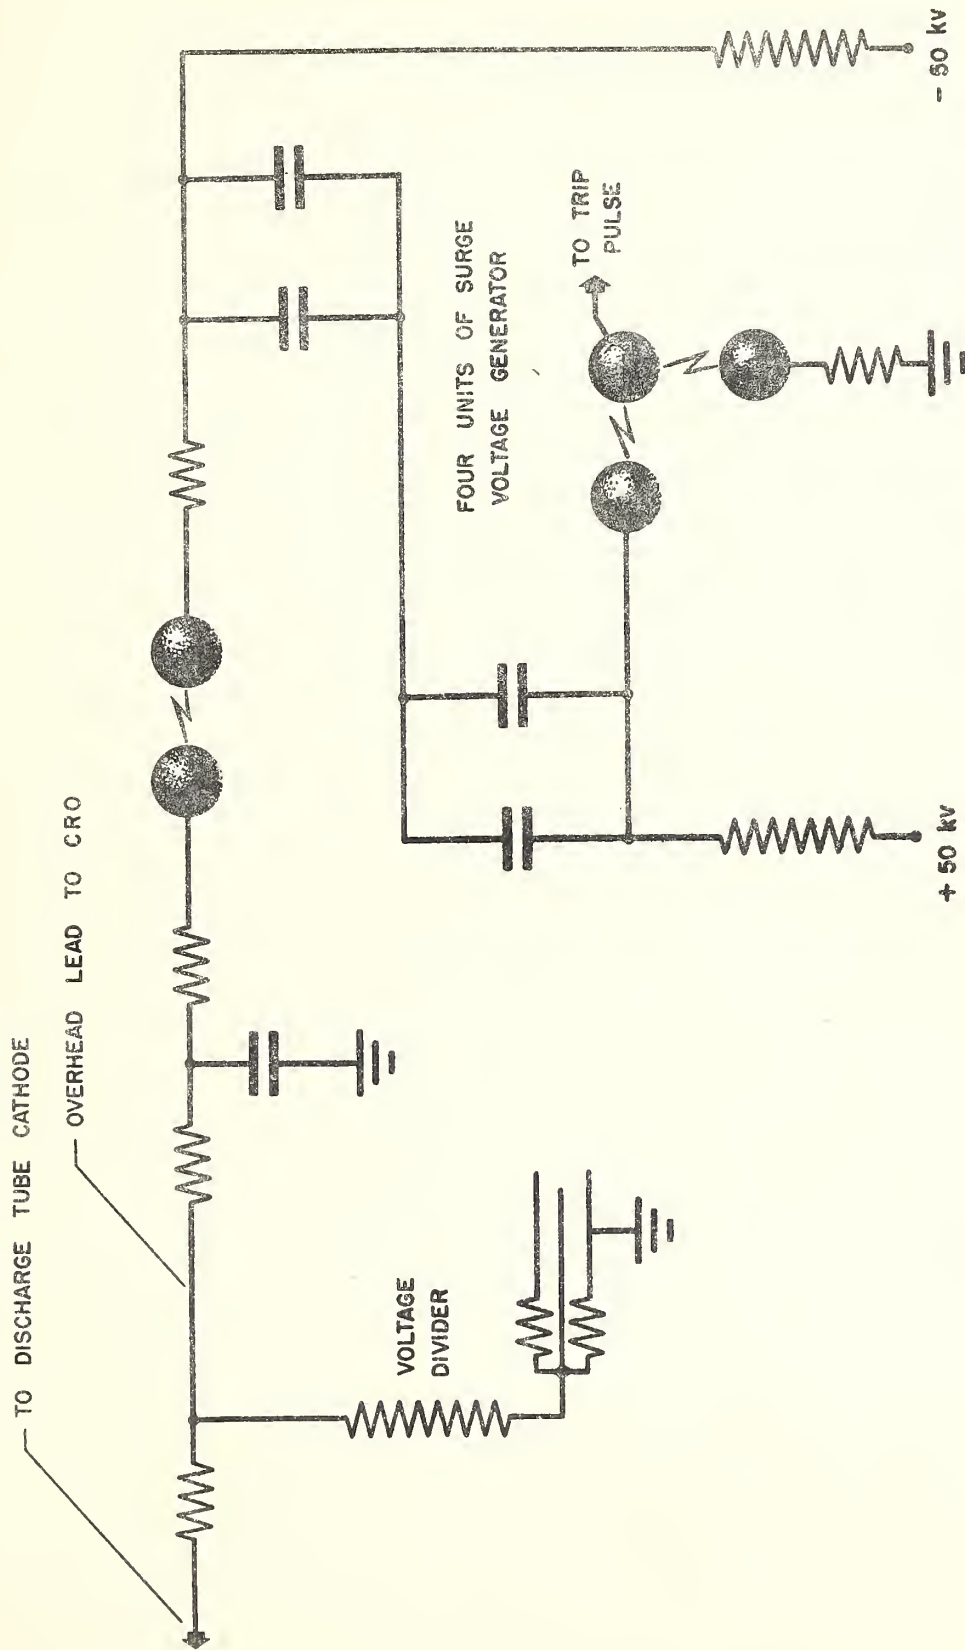 TO DISCHARGE TUBE CATHODE
OVERHEAD LEAD TO CRO
FOUR UNITS OF SURGE
VOLTAGE GENERATOR
TO TRIP
PULSE
VOLTAGE
DIVIDER
+ 50 kv
- 50 kv